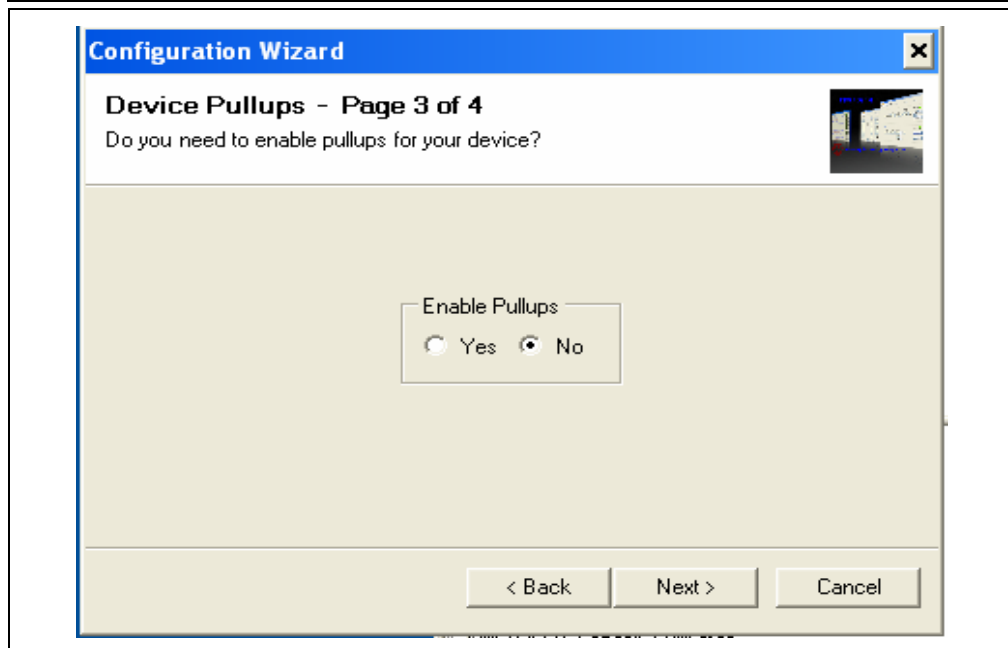 Configuration Wizard
Device Pullups - Page 3 of 4
Do you need to enable pullups for your device?
Enable Pullups
Yes No
< Back Next > Cancel